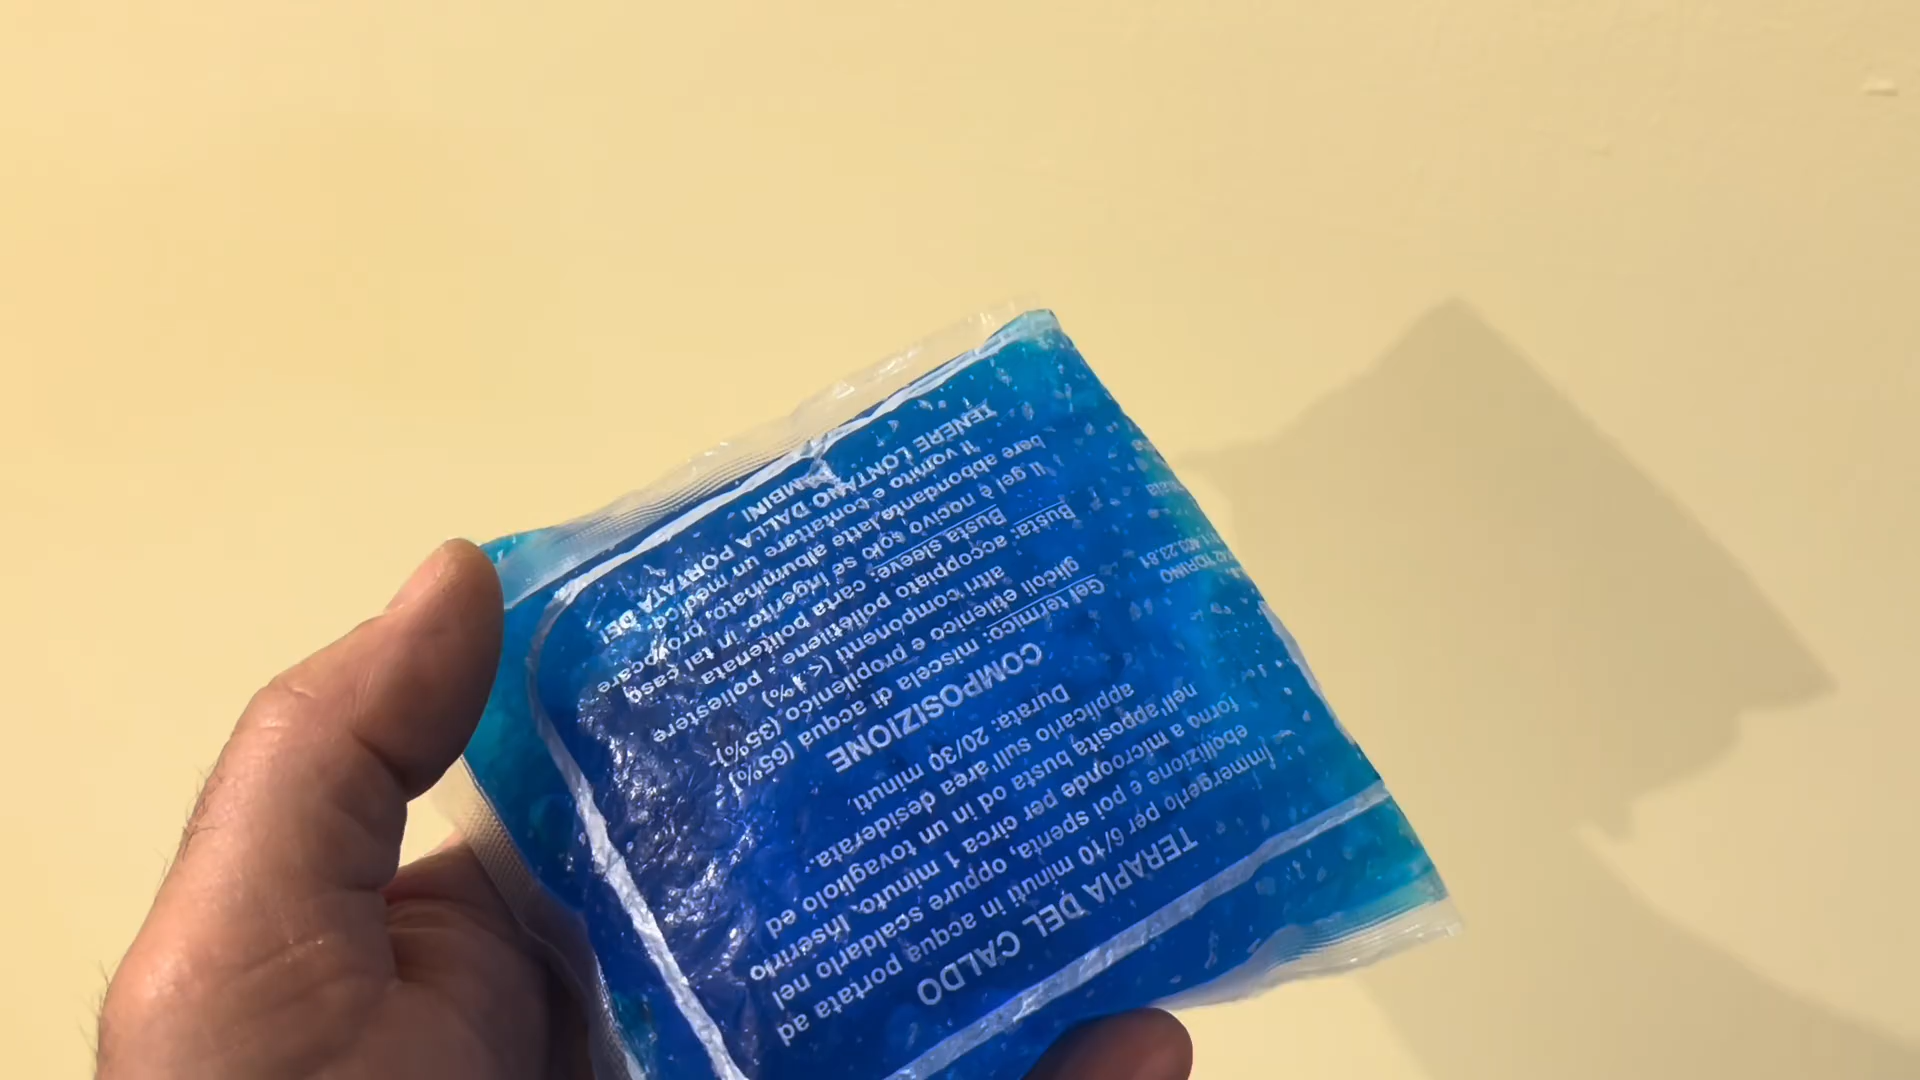 TERAPIA DEL CALDO
Immergerlo per 6/10 minuti in acqua portata ad
ebollizione e poi spenta, oppure scaldarlo nel
forno a microonde per circa 1 minuto. Inserirlo
nell'apposita busta od in un tovagliolo ed
applicarlo sull'area desiderata.
Durata: 20/30 minuti
COMPOSIZIONE
Gel termico: miscela di acqua (65%)
glicoli etilenico e propilenico (35%)
altri componenti (<1%)
Busta: accoppiato polietilene : poliestere
Busta sleeve: carta politenata
Il gel è nocivo solo se ingerito: in tal caso
bere abbondante latte albuminato, provocare
il vomito e contattare un medico.
TENERE LONTANO DALLA PORTATA DEI
AMBINI
TORINO